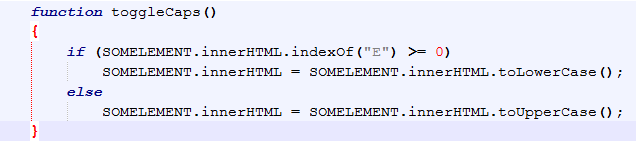 function toggleCaps()
{
if (SOMELEMENT.innerHTML.indexOf("E") >= 0)
SOMELEMENT.innerHTML = SOMELEMENT.innerHTML.toLowerCase();
else
SOMELEMENT.innerHTML = SOMELEMENT.innerHTML.toUpperCase();
}